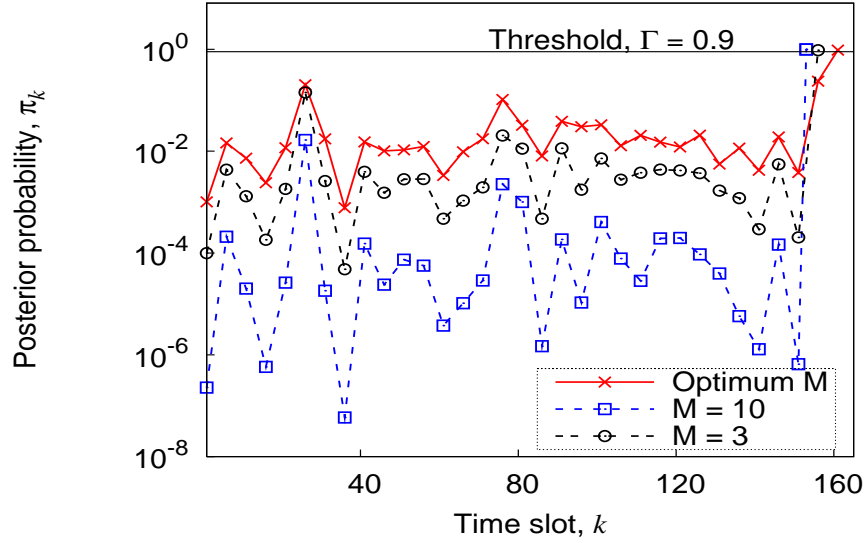 Threshold, Γ = 0.9
10^0
10^-2
10^-4
10^-6
10^-8
Posterior probability, π_k
Optimum M
M = 10
M = 3
40
80
120
160
Time slot, k